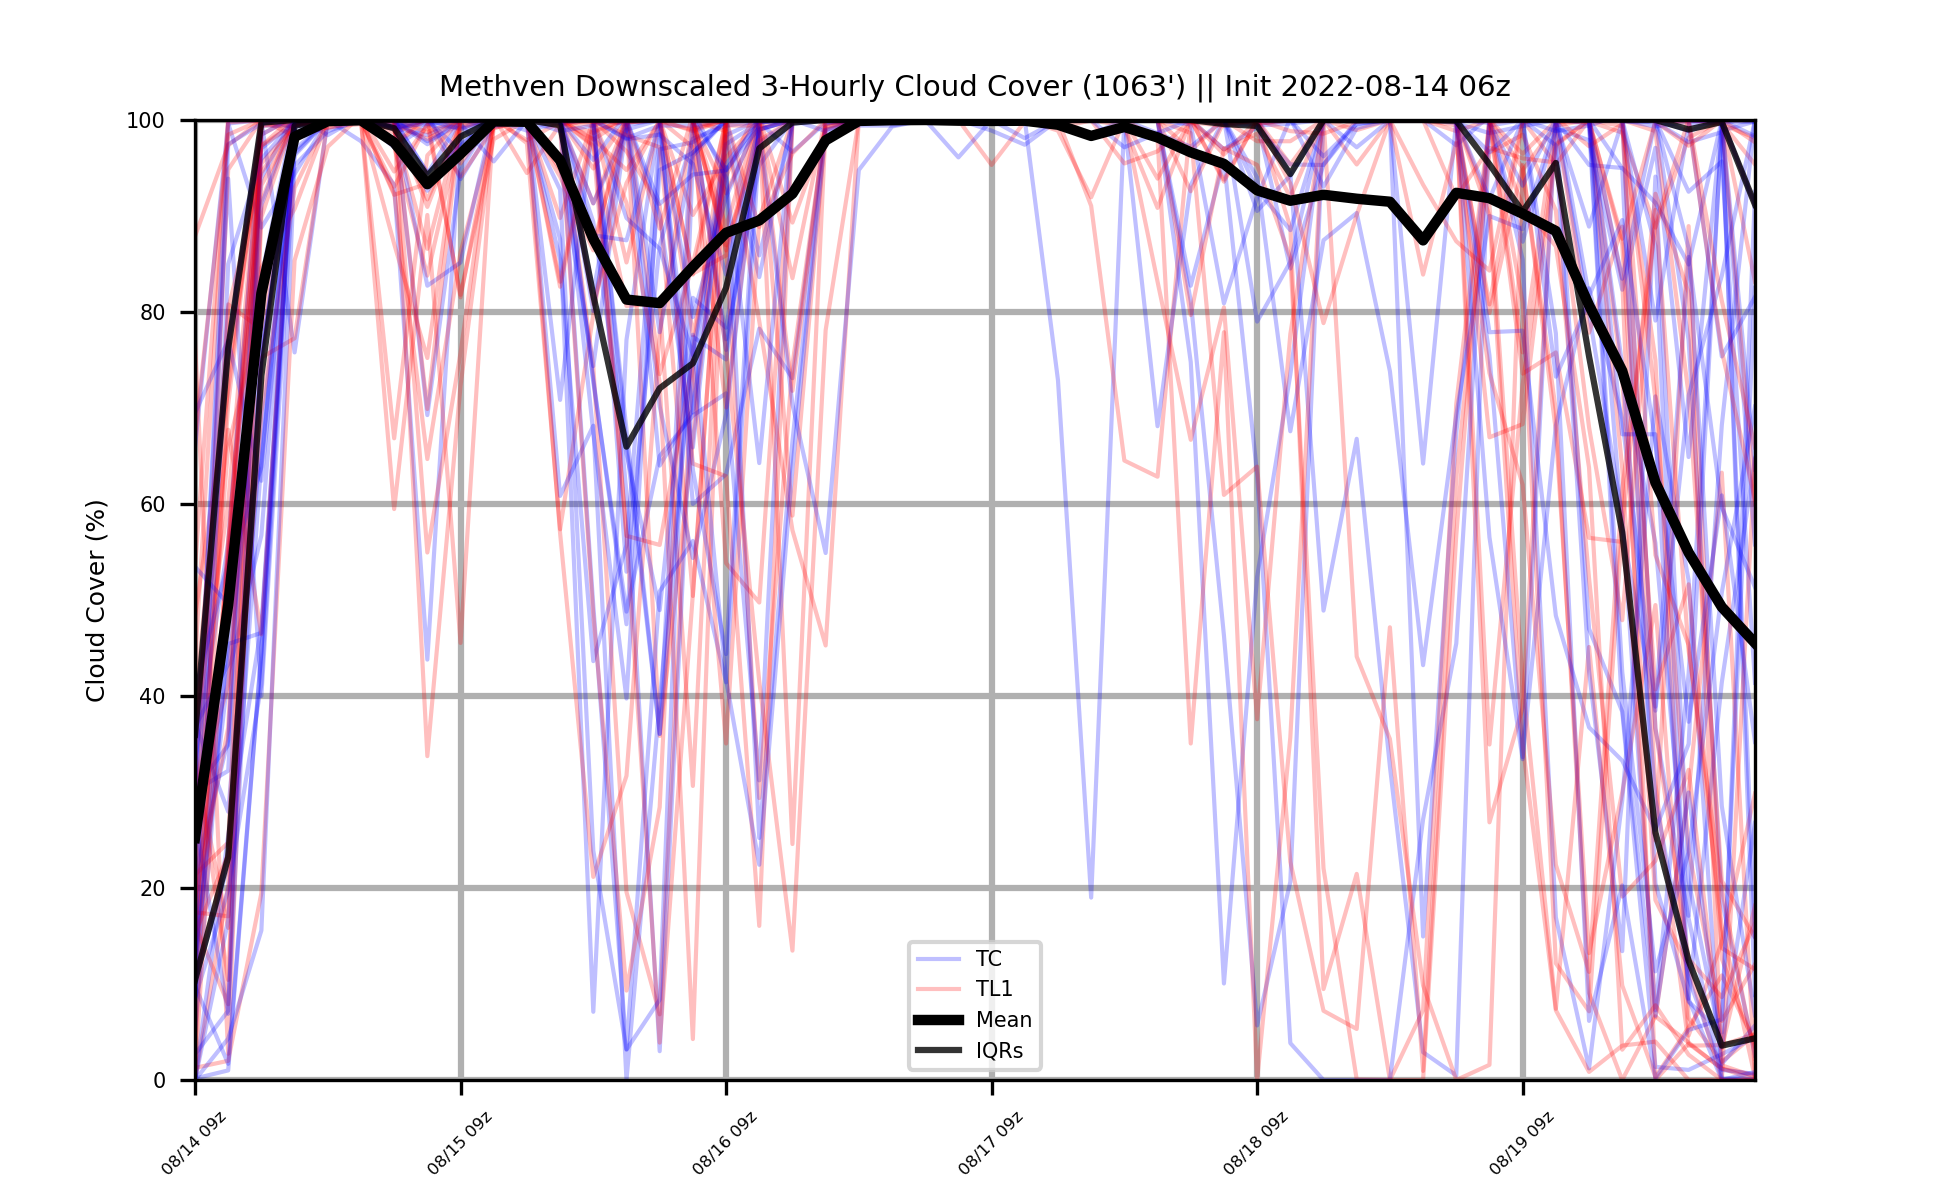 Methven Downscaled 3-Hourly Cloud Cover (1063') || Init 2022-08-14 06z
100
80
60
40
20
0
Cloud Cover (%)
TC
TL1
Mean
IQRs
08/14 09z
08/15 09z
08/16 09z
08/17 09z
08/18 09z
08/19 09z